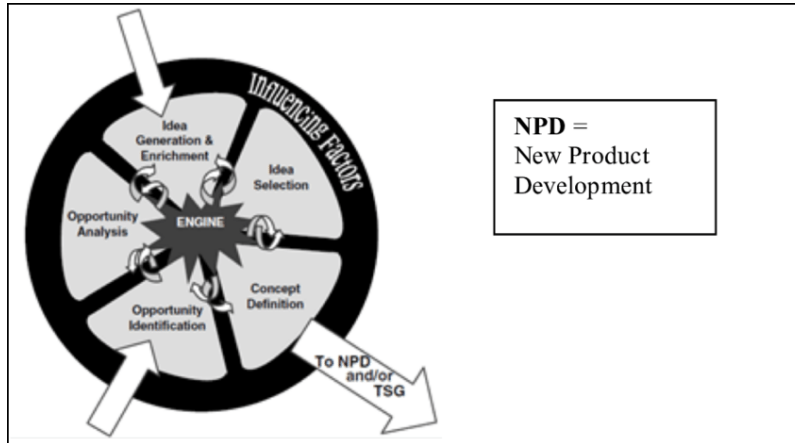 Influencing Factors
Idea
Generation &
Enrichment
Idea
Selection
ENGINE
Opportunity
Analysis
Concept
Definition
Opportunity
Identification
To NPD
and/or
TSG
NPD =
New Product
Development